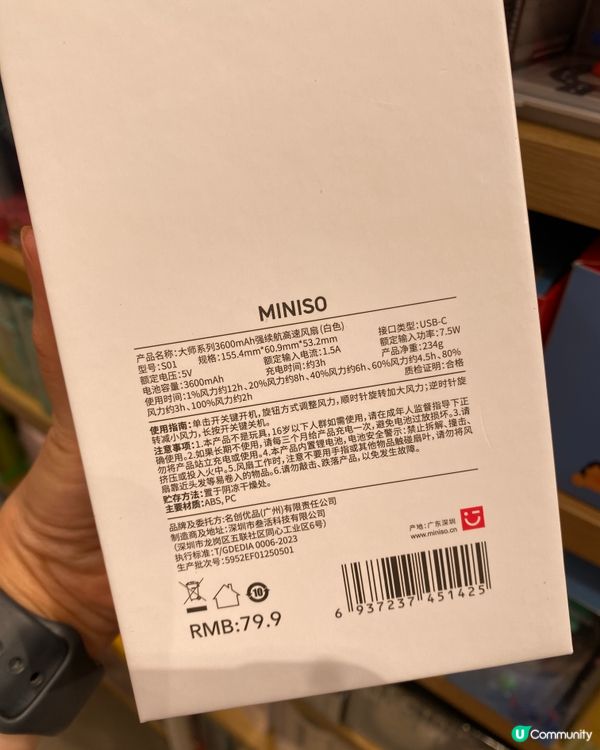 MINISO
产品名称:大师系列3600mAh强续航高速风扇(白色)
型号:S01 规格:155.4mm*60.9mm*53.2mm 接口类型:USB-C
额定电压:5V 额定输入电流:1.5A 额定输入功率:7.5W
电池容量:3600mAh 充电时间:约3h 产品净重:234g
使用时间:1%风力约12h、20%风力约8h、40%风力约6h、60%风力约4.5h、80%
风力约3h、100%风力约2h 质检证明:合格
使用指南:单击开关键开机,旋钮方式调整风力,顺时针旋转加大风力;逆时针旋
转减小风力,长按开关键关机。
注意事项:1.本产品不是玩具,16岁以下人群如需使用,请在成年人监督指导下正
确使用。2.如果长期不使用,请每三个月给产品充电一次,避免电池过放损坏。3.请
勿将产品站立充电或使用。4.本产品内置锂电池,电池安全警示:禁止拆解、撞击、
挤压或投入火中。5.风扇工作时,注意不要用手指或其他物品触碰扇叶,请勿将风
扇靠近头发等易卷入的物品。6.请勿敲击、跌落产品,以免发生故障。
贮存方法:置于阴凉干燥处。
主要材质:ABS, PC
品牌及委托方:名创优品(广州)有限责任公司
制造商及地址:深圳市叁活科技有限公司
(深圳市龙岗区五联社区同心工业区6号)
执行标准:T/GDEDIA 0006-2023
生产批次号:5952EF01250501
产地:广东深圳
www.miniso.cn
10
RMB:79.9
6 937237 451425
U Community